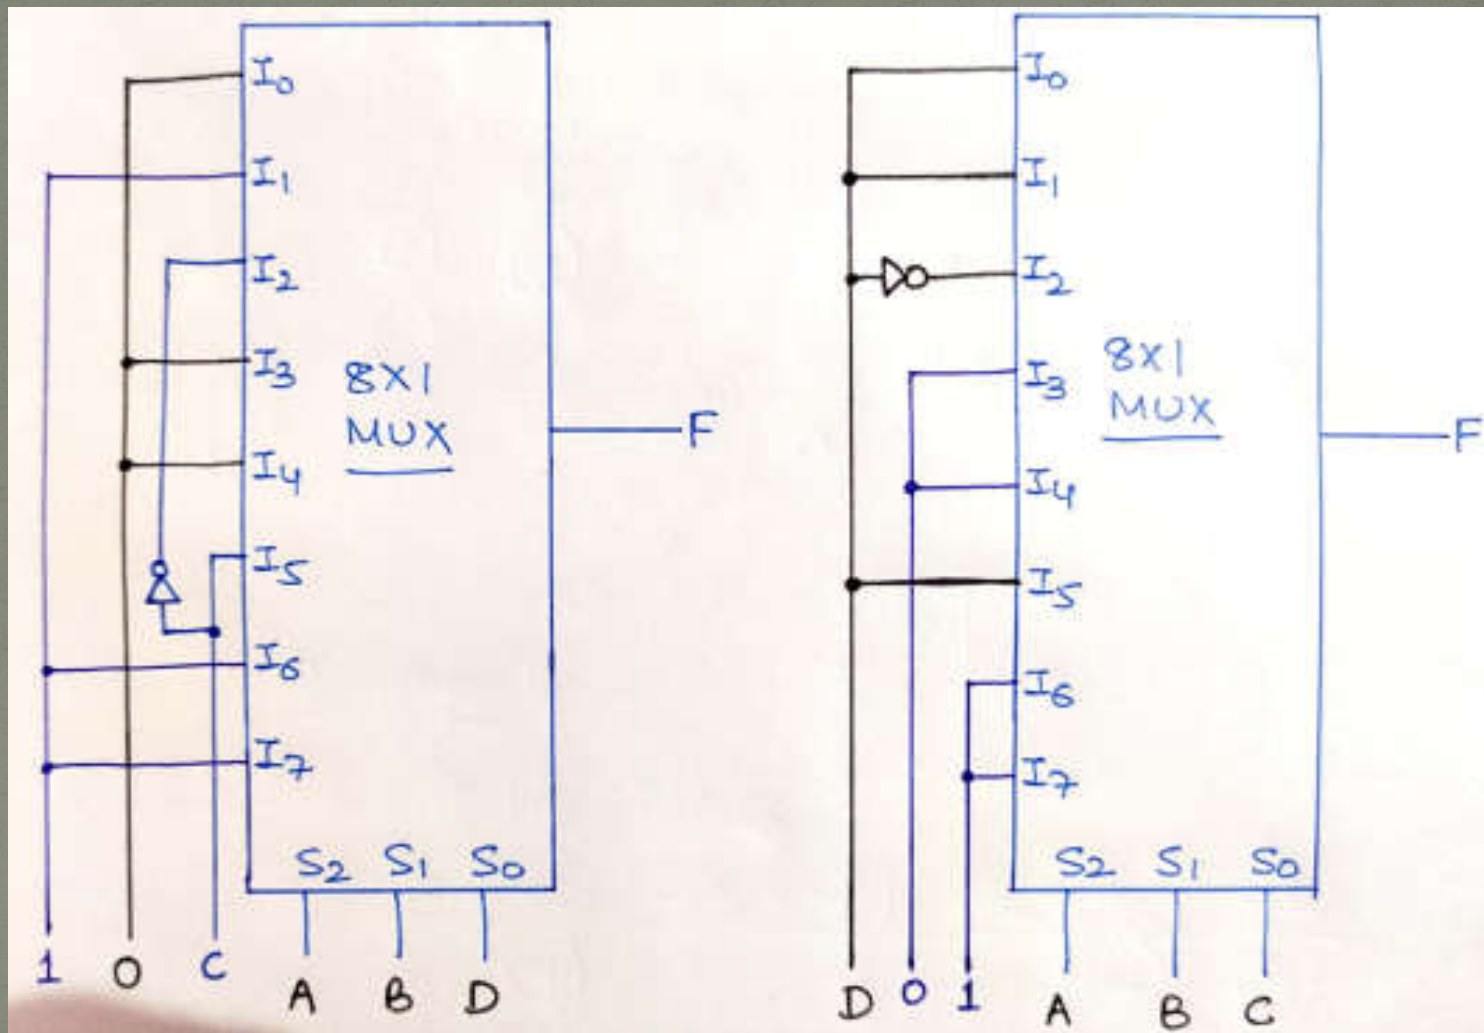 I0
I1
I2
I3
8X1
MUX
F
I4
I5
I6
I7
S2 S1 S0
1 0 C A B D
I0
I1
I2
I3
8X1
MUX
F
I4
I5
I6
I7
S2 S1 S0
D 0 1 A B C